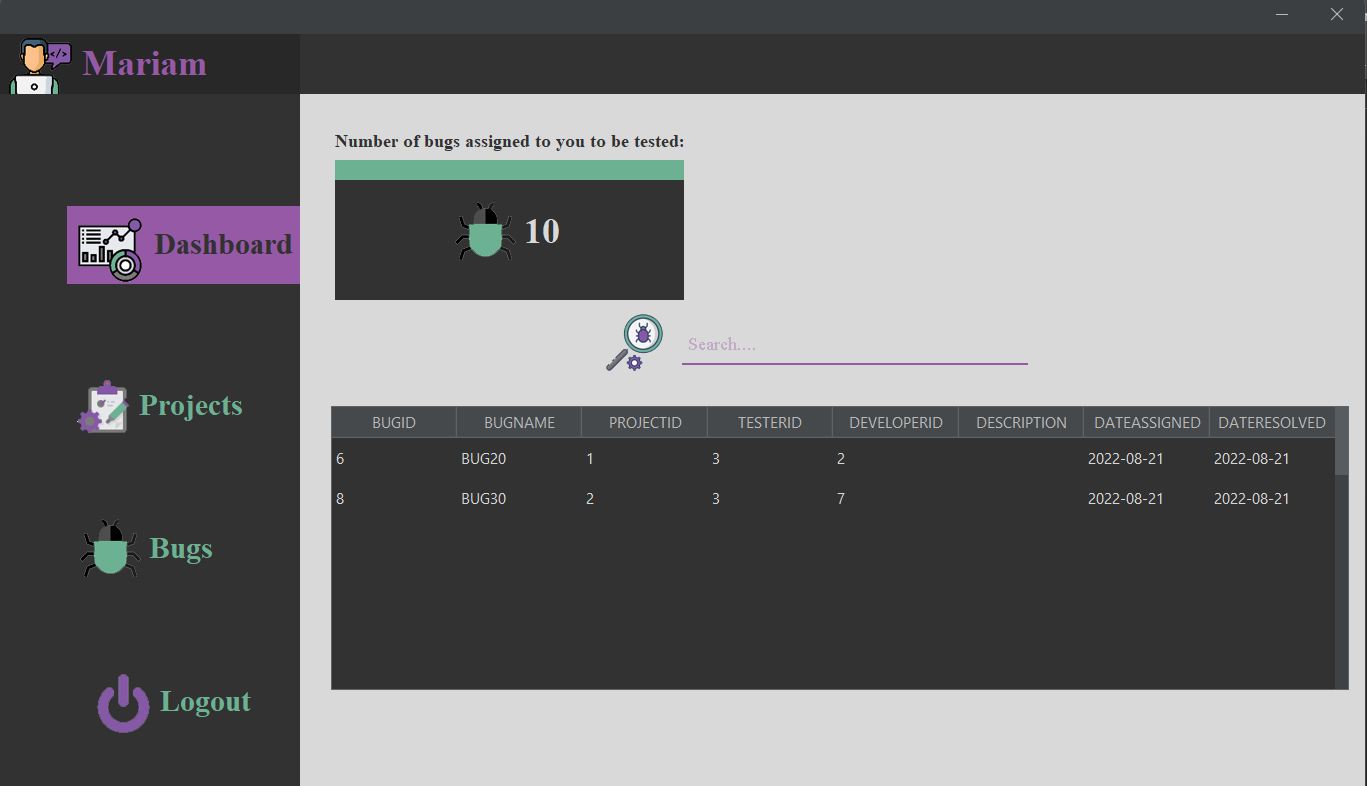 Mariam
Number of bugs assigned to you to be tested:
10
Dashboard
Search....
Projects
BUGID BUGNAME PROJECTID TESTERID DEVELOPERID DESCRIPTION DATEASSIGNED DATERESOLVED
6 BUG20 1 3 2 2022-08-21 2022-08-21
8 BUG30 2 3 7 2022-08-21 2022-08-21
Bugs
Logout